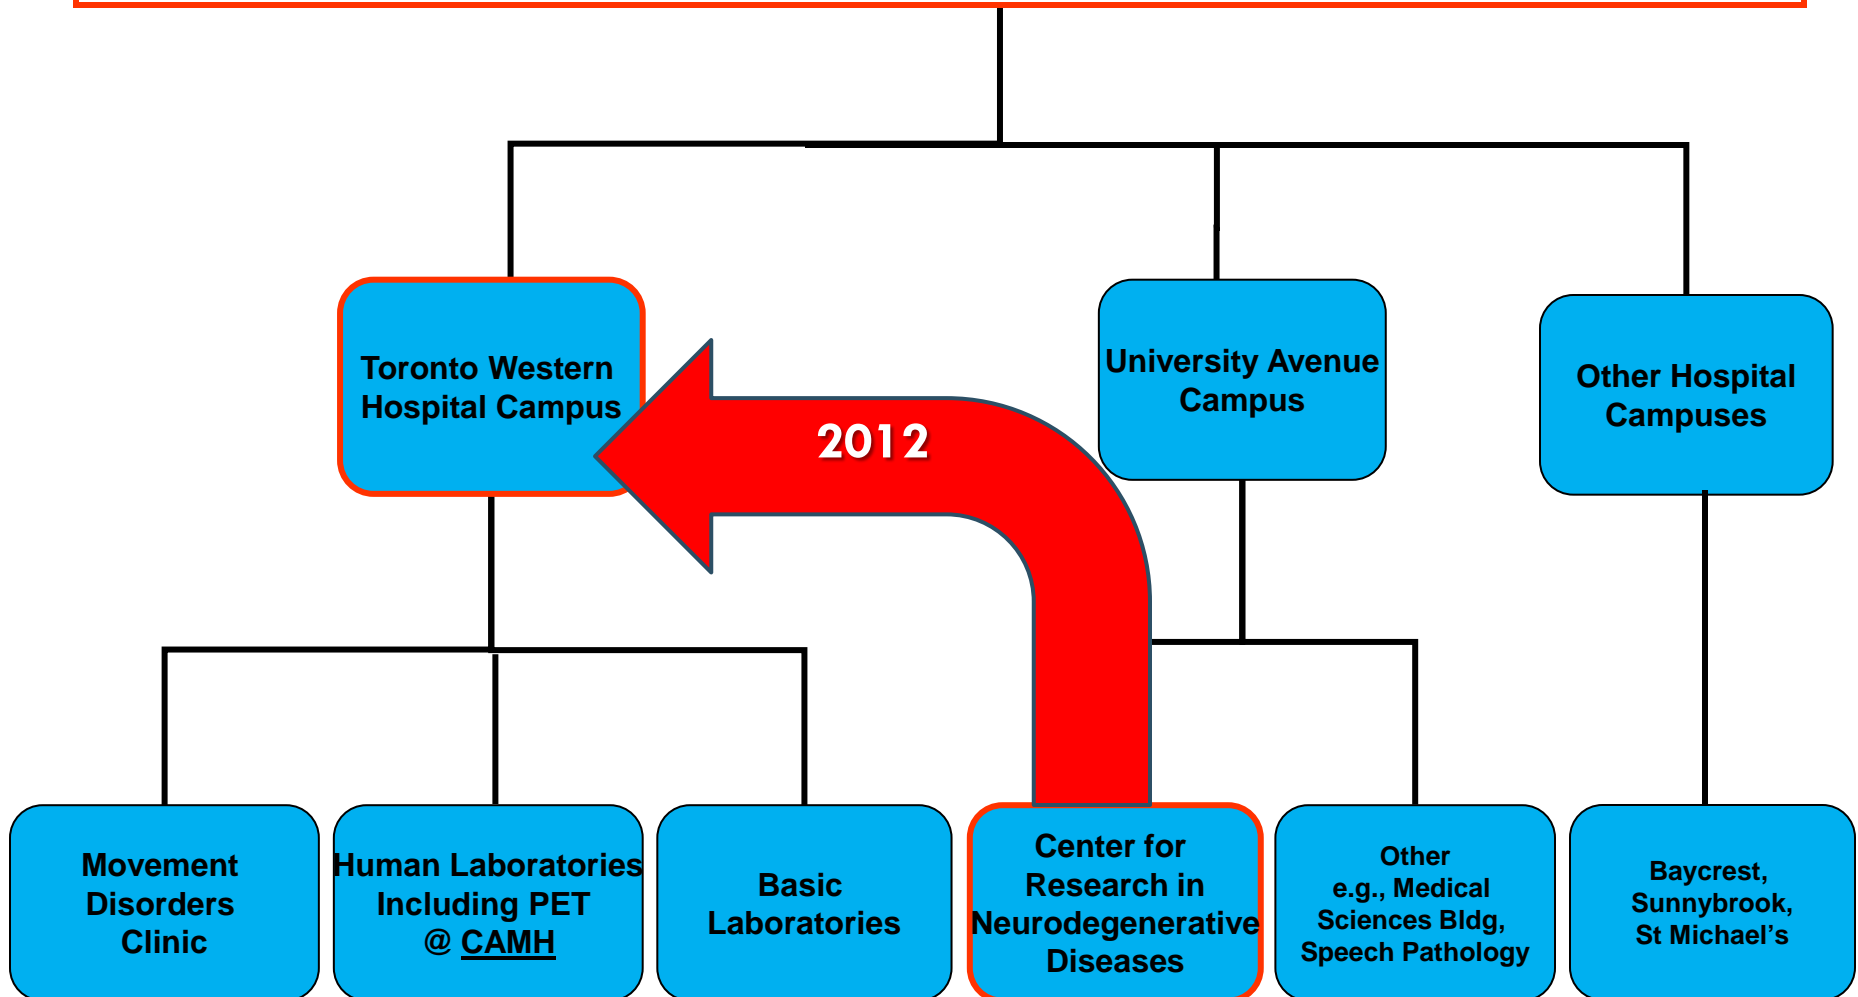 Toronto Western
Hospital Campus
University Avenue
Campus
Other Hospital
Campuses
2012
Movement
Disorders
Clinic
Human Laboratories
Including PET
@ CAMH
Basic
Laboratories
Center for
Research in
Neurodegenerative
Diseases
Other
e.g., Medical
Sciences Bldg,
Speech Pathology
Baycrest,
Sunnybrook,
St Michael's